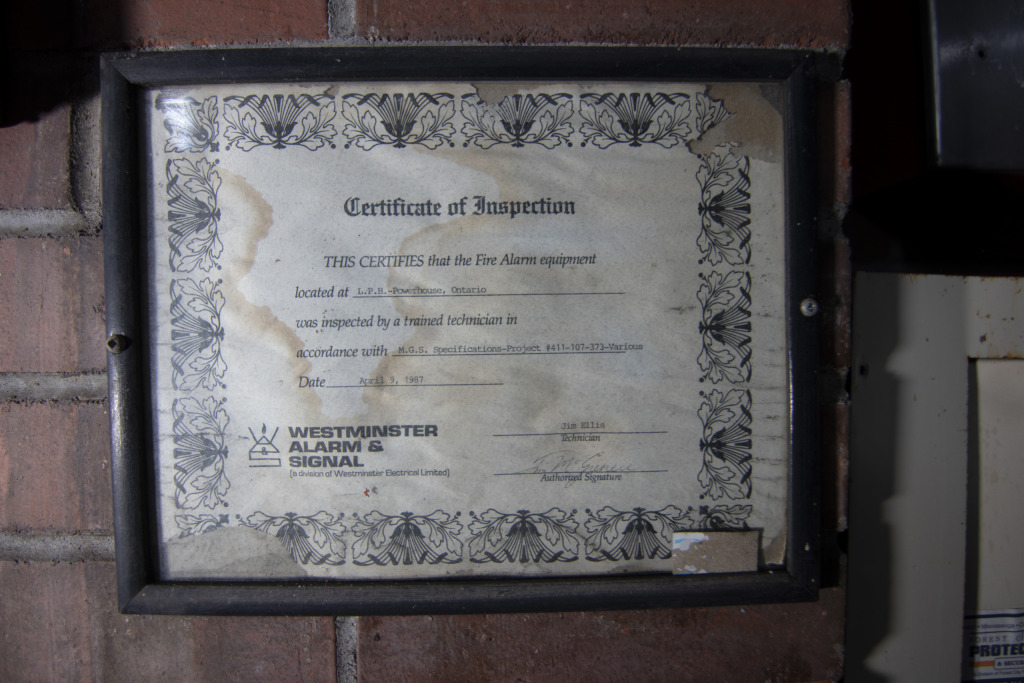 Certificate of Inspection
THIS CERTIFIES that the Fire Alarm equipment
located at L.P.H.-Powerhouse, Ontario
was inspected by a trained technician in
accordance with M.G.S. Specifications-Project #411-107-373-Various
Date April 9, 1987
WESTMINSTER
ALARM &
SIGNAL
[a division of Westminster Electrical Limited]
Jim Ellis
Technician
Authorized Signature
FOREST
PROTEC